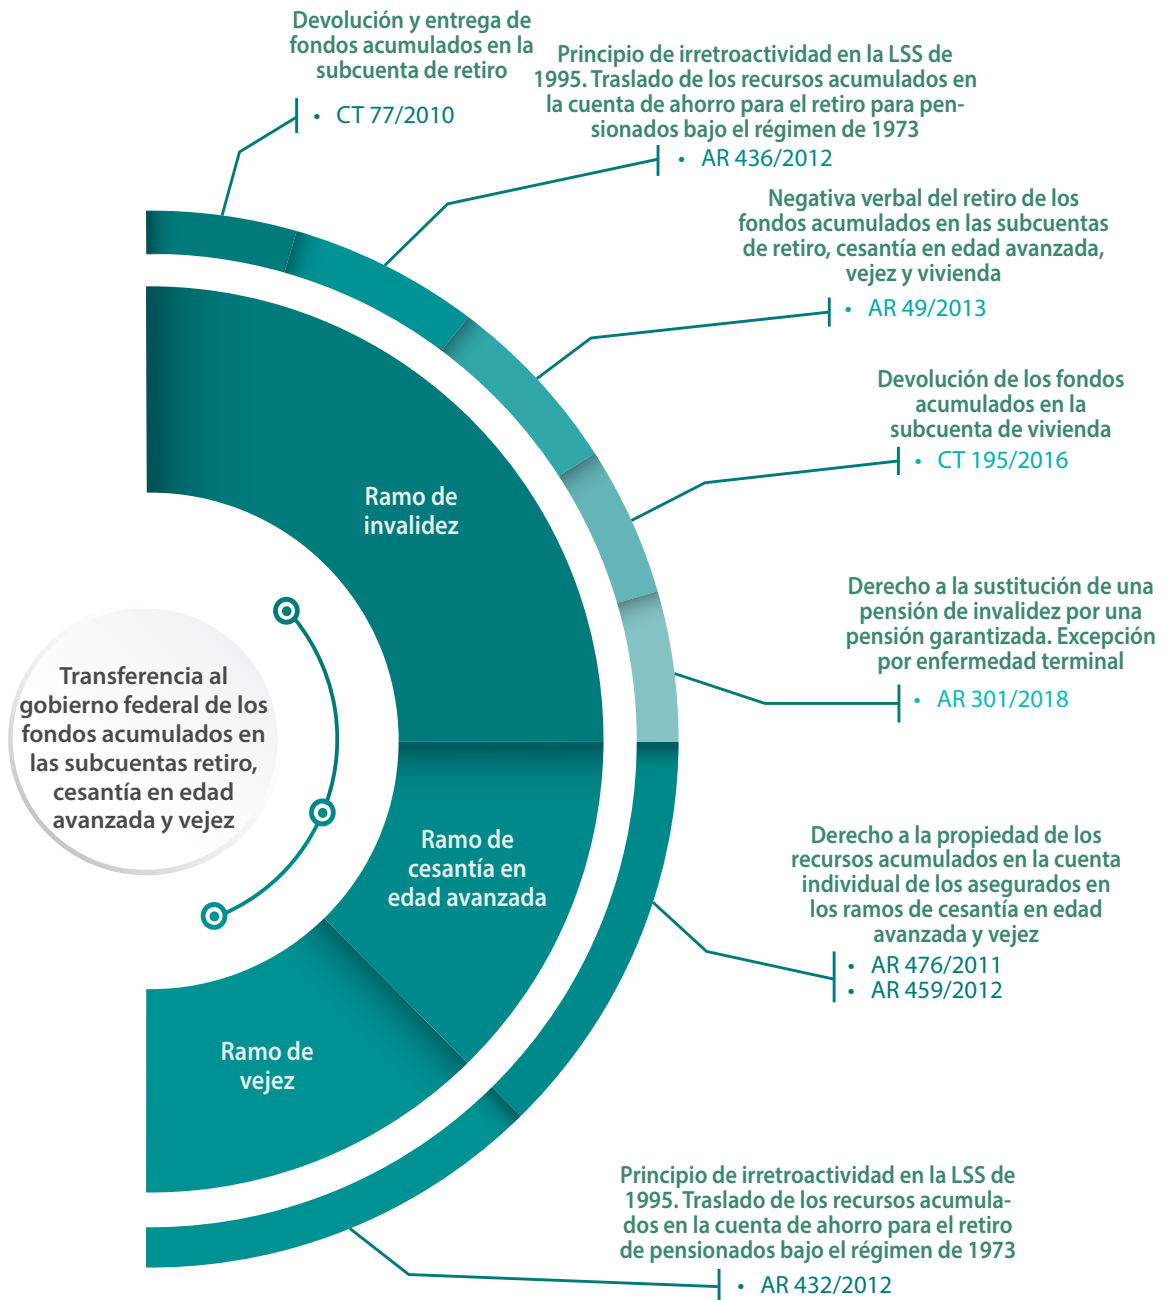 Devolución y entrega de
fondos acumulados en la
subcuenta de retiro
• CT 77/2010
Principio de irretroactividad en la LSS de
1995. Traslado de los recursos acumulados en
la cuenta de ahorro para el retiro para pen-
sionados bajo el régimen de 1973
• AR 436/2012
Negativa verbal del retiro de los
fondos acumulados en las subcuentas
de retiro, cesantía en edad avanzada,
vejez y vivienda
• AR 49/2013
Devolución de los fondos
acumulados en la
subcuenta de vivienda
• CT 195/2016
Ramo de
invalidez
Derecho a la sustitución de una
pensión de invalidez por una
pensión garantizada. Excepción
por enfermedad terminal
• AR 301/2018
Transferencia al
gobierno federal de los
fondos acumulados en
las subcuentas retiro,
cesantía en edad
avanzada y vejez
Ramo de
cesantía en
edad avanzada
Derecho a la propiedad de los
recursos acumulados en la cuenta
individual de los asegurados en
los ramos de cesantía en edad
avanzada y vejez
• AR 476/2011
• AR 459/2012
Ramo de
vejez
Principio de irretroactividad en la LSS de
1995. Traslado de los recursos acumula-
dos en la cuenta de ahorro para el retiro
de pensionados bajo el régimen de 1973
• AR 432/2012